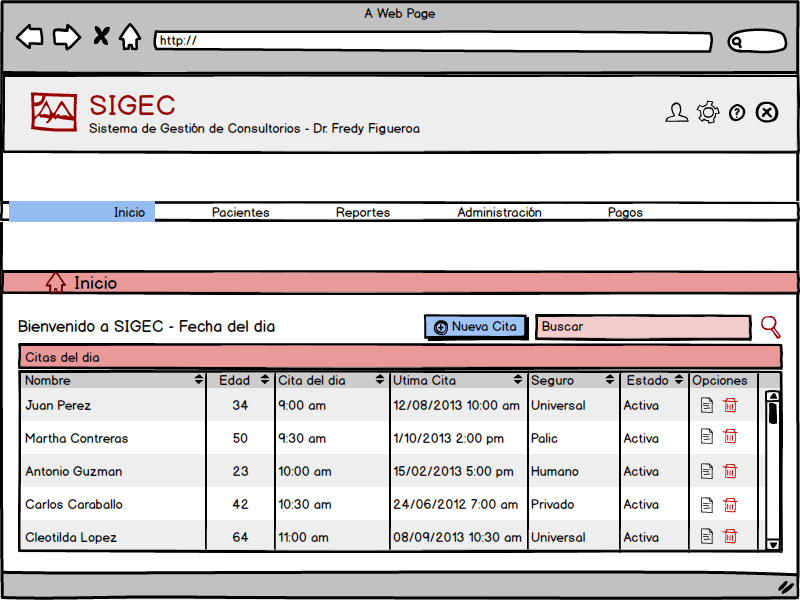 A Web Page
http://
SIGEC
Sistema de Gestión de Consultorios - Dr. Fredy Figueroa
Inicio Pacientes Reportes Administración Pagos
Inicio
Bienvenido a SIGEC - Fecha del dia Nueva Cita Buscar
Citas del dia
Nombre Edad Cita del dia Utima Cita Seguro Estado Opciones
Juan Perez 34 9:00 am 12/08/2013 10:00 am Universal Activa
Martha Contreras 50 9:30 am 1/10/2013 2:00 pm Palic Activa
Antonio Guzman 23 10:00 am 15/02/2013 5:00 pm Humano Activa
Carlos Caraballo 42 10:30 am 24/06/2012 7:00 am Privado Activa
Cleotilda Lopez 64 11:00 am 08/09/2013 10:30 am Universal Activa